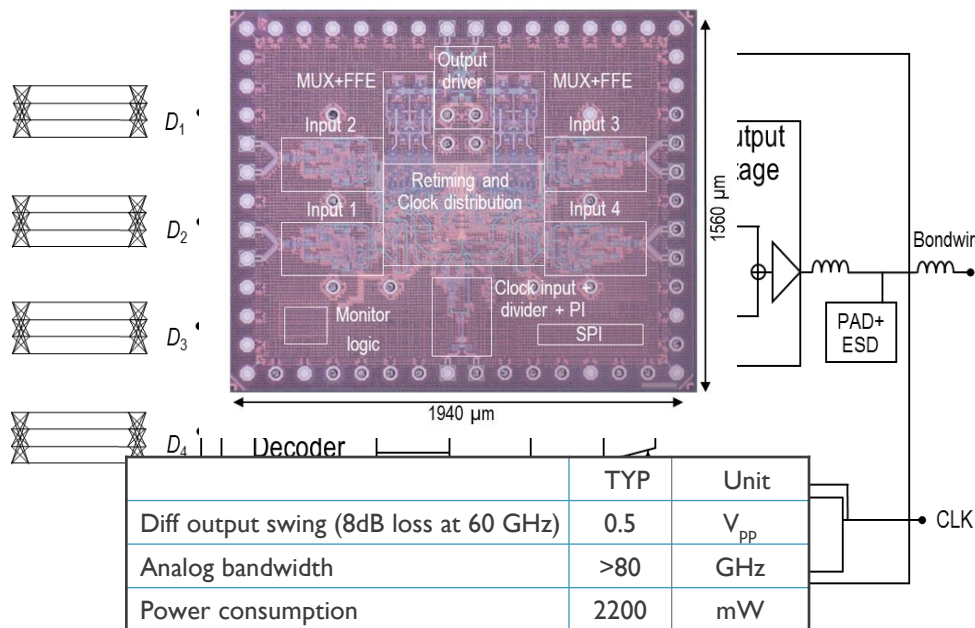 D1
D2
D3
D4
Output
driver
MUX+FFE
MUX+FFE
Input 2
Input 3
Retiming and
Clock distribution
Input 1
Input 4
Clock input +
divider + PI
Monitor
logic
SPI
1560 µm
1940 µm
utput
tage
Bondwir
PAD+
ESD
Decoder
CLK
TYP Unit
Diff output swing (8dB loss at 60 GHz) 0.5 VPP
Analog bandwidth >80 GHz
Power consumption 2200 mW